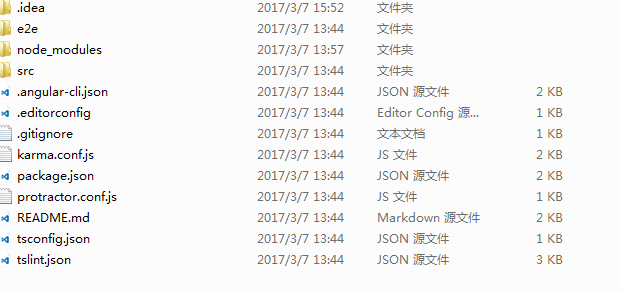 .idea 2017/3/7 15:52 文件夹
e2e 2017/3/7 13:44 文件夹
node_modules 2017/3/7 13:57 文件夹
src 2017/3/7 13:44 文件夹
.angular-cli.json 2017/3/7 13:44 JSON 源文件 2 KB
.editorconfig 2017/3/7 13:44 Editor Config 源... 1 KB
.gitignore 2017/3/7 13:44 文本文档 1 KB
karma.conf.js 2017/3/7 13:44 JS 文件 2 KB
package.json 2017/3/7 13:44 JSON 源文件 2 KB
protractor.conf.js 2017/3/7 13:44 JS 文件 1 KB
README.md 2017/3/7 13:44 Markdown 源文件 2 KB
tsconfig.json 2017/3/7 13:44 JSON 源文件 1 KB
tslint.json 2017/3/7 13:44 JSON 源文件 3 KB